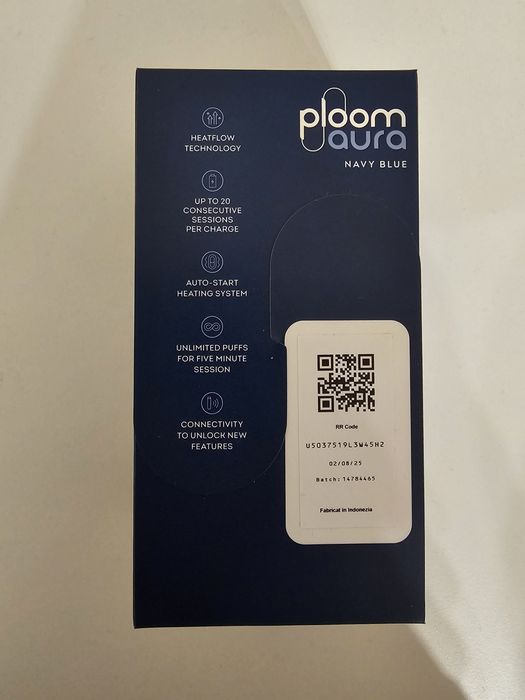 ploom
aura
NAVY BLUE
HEATFLOW
TECHNOLOGY
UP TO 20
CONSECUTIVE
SESSIONS
PER CHARGE
AUTO-START
HEATING SYSTEM
UNLIMITED PUFFS
FOR FIVE MINUTE
SESSION
CONNECTIVITY
TO UNLOCK NEW
FEATURES
RR Code
U5037519L3W45H2
02/08/25
Batch: 14784465
Fabricat in Indonezia